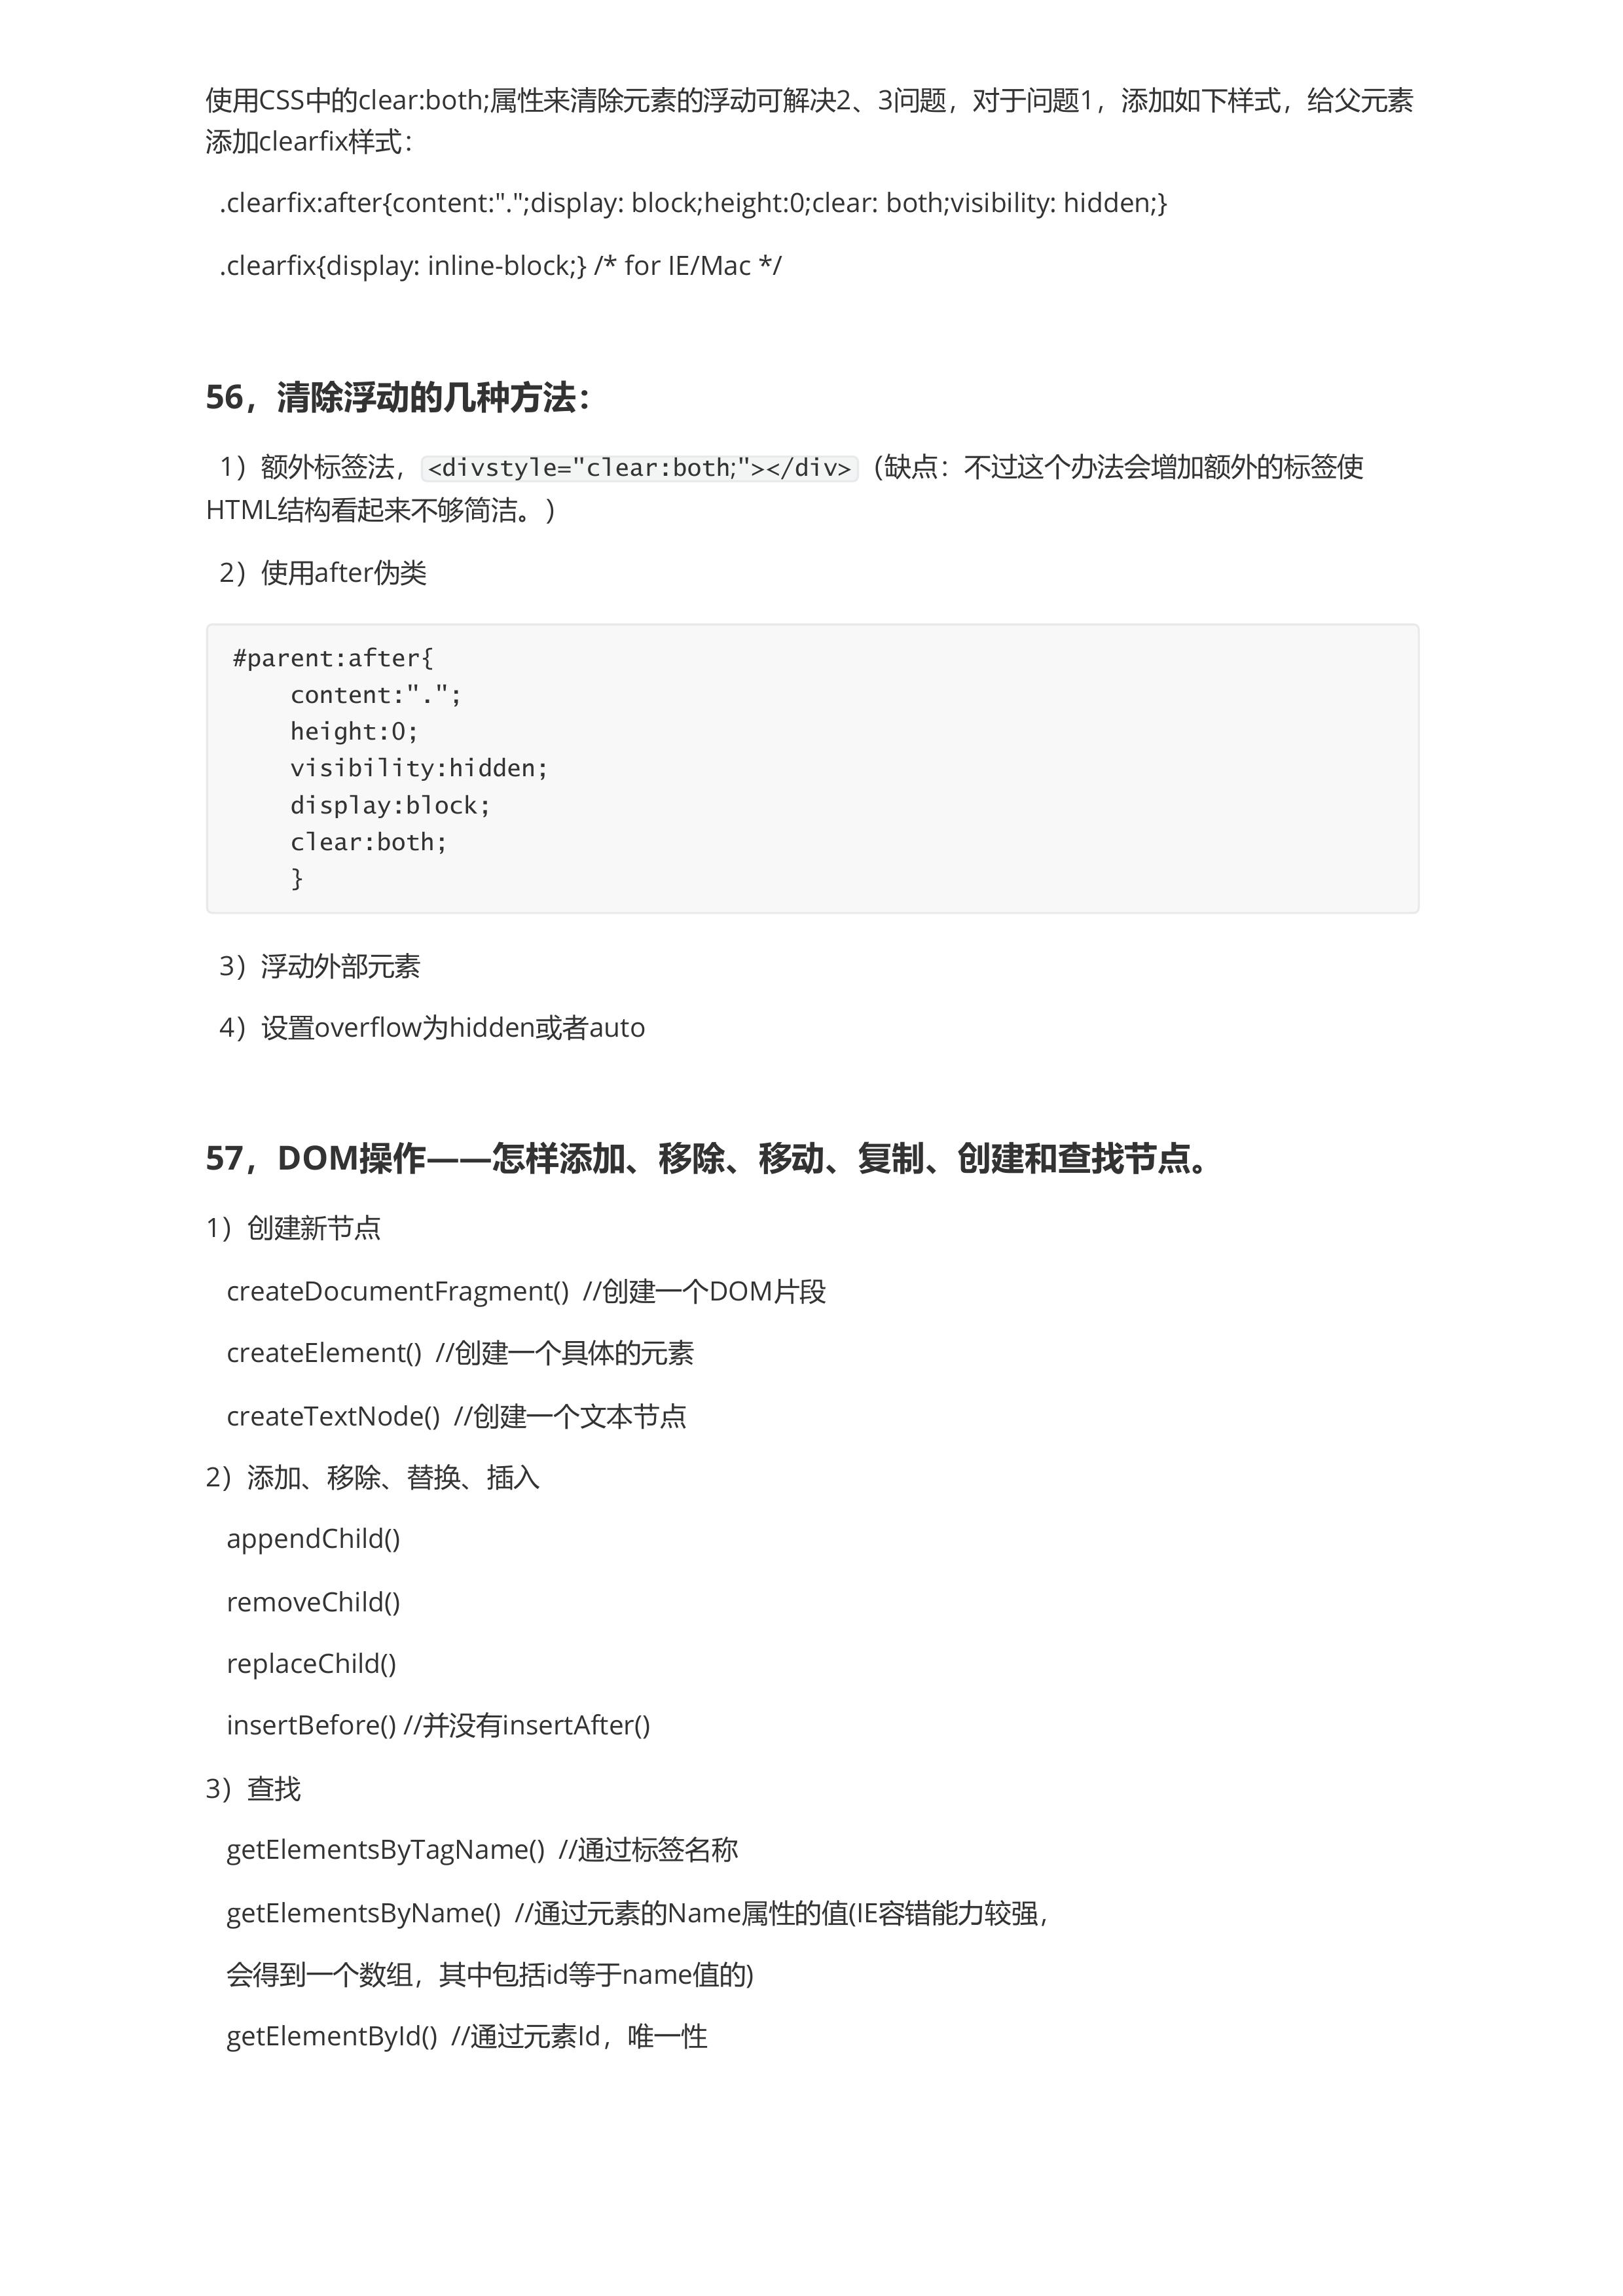 使用CSS中的clear:both;属性来清除元素的浮动可解决2、3问题，对于问题1，添加如下样式，给父元素
添加clearfix样式：
.clearfix:after{content:".";display: block;height:0;clear: both;visibility: hidden;}
.clearfix{display: inline-block;} /* for IE/Mac */
56，清除浮动的几种方法：
1）额外标签法，<divstyle="clear:both;"></div>（缺点：不过这个办法会增加额外的标签使
HTML结构看起来不够简洁。）
2）使用after伪类
#parent:after{
    content:".";
    height:0;
    visibility:hidden;
    display:block;
    clear:both;
    }
3）浮动外部元素
4）设置overflow为hidden或者auto
57，DOM操作——怎样添加、移除、移动、复制、创建和查找节点。
1）创建新节点
createDocumentFragment()  //创建一个DOM片段
createElement()  //创建一个具体的元素
createTextNode()  //创建一个文本节点
2）添加、移除、替换、插入
appendChild()
removeChild()
replaceChild()
insertBefore() //并没有insertAfter()
3）查找
getElementsByTagName()  //通过标签名称
getElementsByName()  //通过元素的Name属性的值(IE容错能力较强，
会得到一个数组，其中包括id等于name值的)
getElementById()  //通过元素Id，唯一性